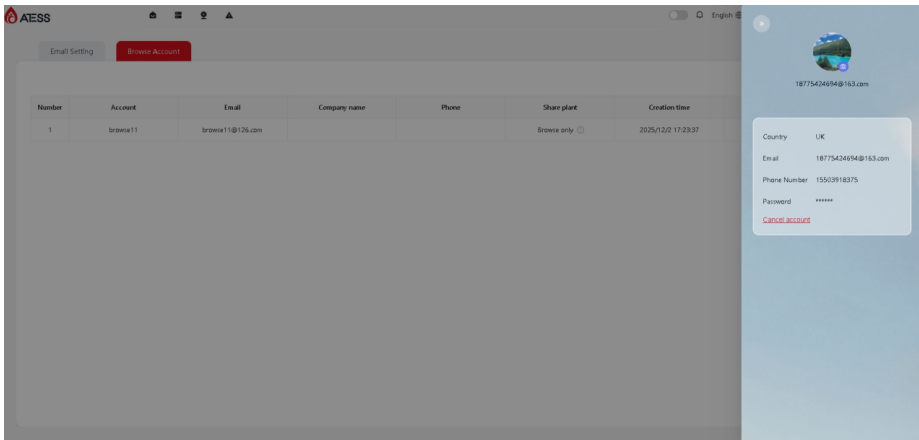 ATESS
English
Email Setting
Browse Account
Number Account Email Company name Phone Share plant Creation time
1 browse11 browse11@126.com Browse only 2025/12/2 17:23:37
18775424694@163.com
Country UK
Email 18775424694@163.com
Phone Number 15503918375
Password ******
Cancel account